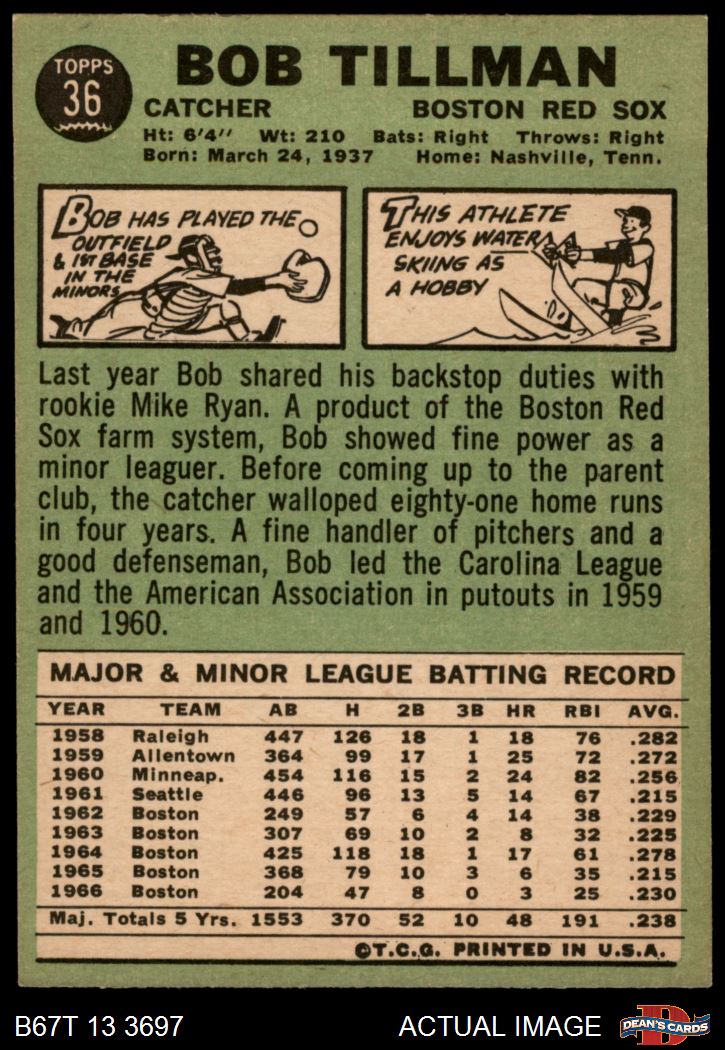 TOPPS
36
BOB TILLMAN
CATCHER BOSTON RED SOX
Ht: 6'4" Wt: 210 Bats: Right Throws: Right
Born: March 24, 1937 Home: Nashville, Tenn.
BOB HAS PLAYED THE
OUTFIELD
& 1ST BASE
IN THE
MINORS
THIS ATHLETE
ENJOYS WATER
SKIING AS
A HOBBY
Last year Bob shared his backstop duties with
rookie Mike Ryan. A product of the Boston Red
Sox farm system, Bob showed fine power as a
minor leaguer. Before coming up to the parent
club, the catcher walloped eighty-one home runs
in four years. A fine handler of pitchers and a
good defenseman, Bob led the Carolina League
and the American Association in putouts in 1959
and 1960.
MAJOR & MINOR LEAGUE BATTING RECORD
YEAR TEAM AB H 2B 3B HR RBI AVG.
1958 Raleigh 447 126 18 1 18 76 .282
1959 Allentown 364 99 17 1 25 72 .272
1960 Minneap. 454 116 15 2 24 82 .256
1961 Seattle 446 96 13 5 14 67 .215
1962 Boston 249 57 6 4 14 38 .229
1963 Boston 307 69 10 2 8 32 .225
1964 Boston 425 118 18 1 17 61 .278
1965 Boston 368 79 10 3 6 35 .215
1966 Boston 204 47 8 0 3 25 .230
Maj. Totals 5 Yrs. 1553 370 52 10 48 191 .238
©T.C.G. PRINTED IN U.S.A.
B67T 13 3697 ACTUAL IMAGE D DEAN'S CARDS